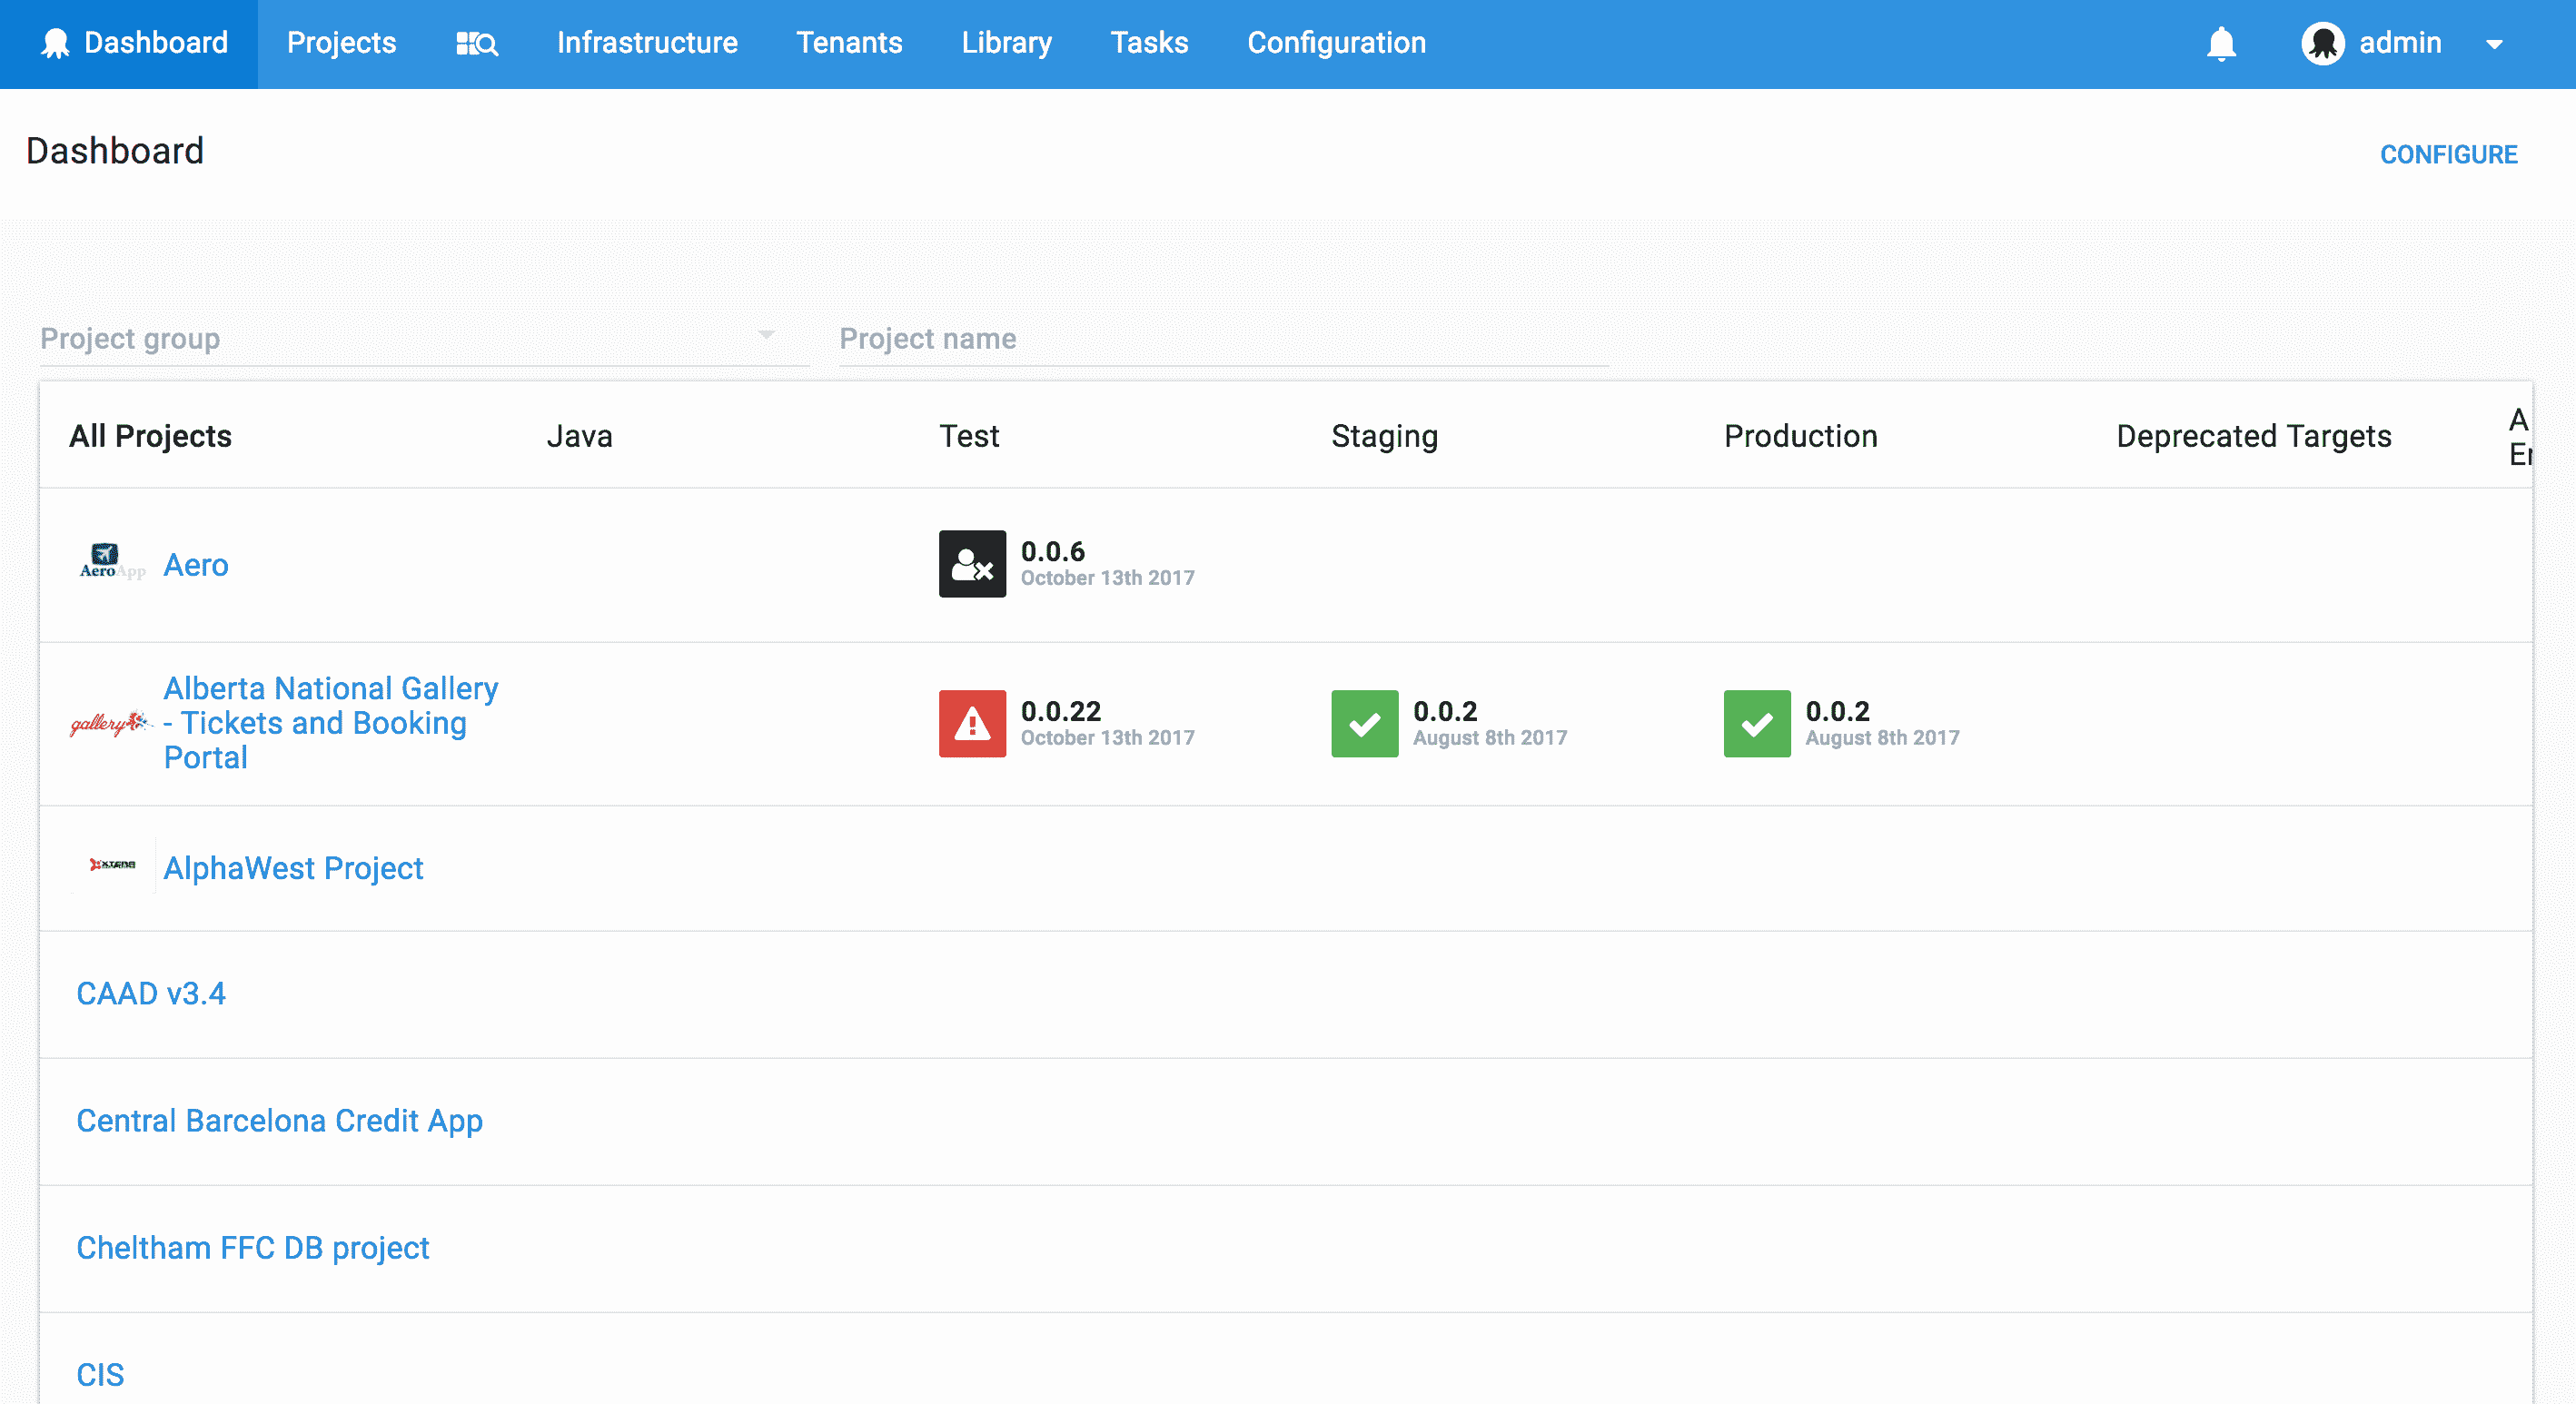 Dashboard Projects Infrastructure Tenants Library Tasks Configuration admin
Dashboard
CONFIGURE
Project group
Project name
All Projects Java Test Staging Production Deprecated Targets
AeroApp
Aero
0.0.6
October 13th 2017
gallery
Alberta National Gallery
- Tickets and Booking
Portal
0.0.22
October 13th 2017
0.0.2
August 8th 2017
0.0.2
August 8th 2017
AlphaWest Project
CAAD v3.4
Central Barcelona Credit App
Cheltham FFC DB project
CIS